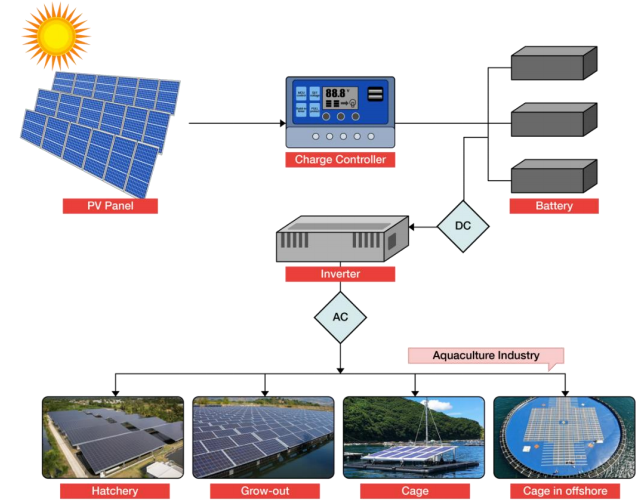 88.8
PV Panel
Charge Controller
Battery
DC
Inverter
AC
Aquaculture Industry
Hatchery
Grow-out
Cage
Cage in offshore